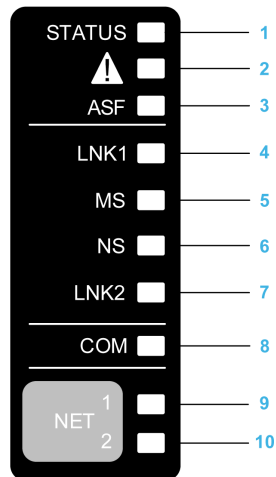 STATUS 1
2
ASF 3
LNK1 4
MS 5
NS 6
LNK2 7
COM 8
1 9
NET
2 10